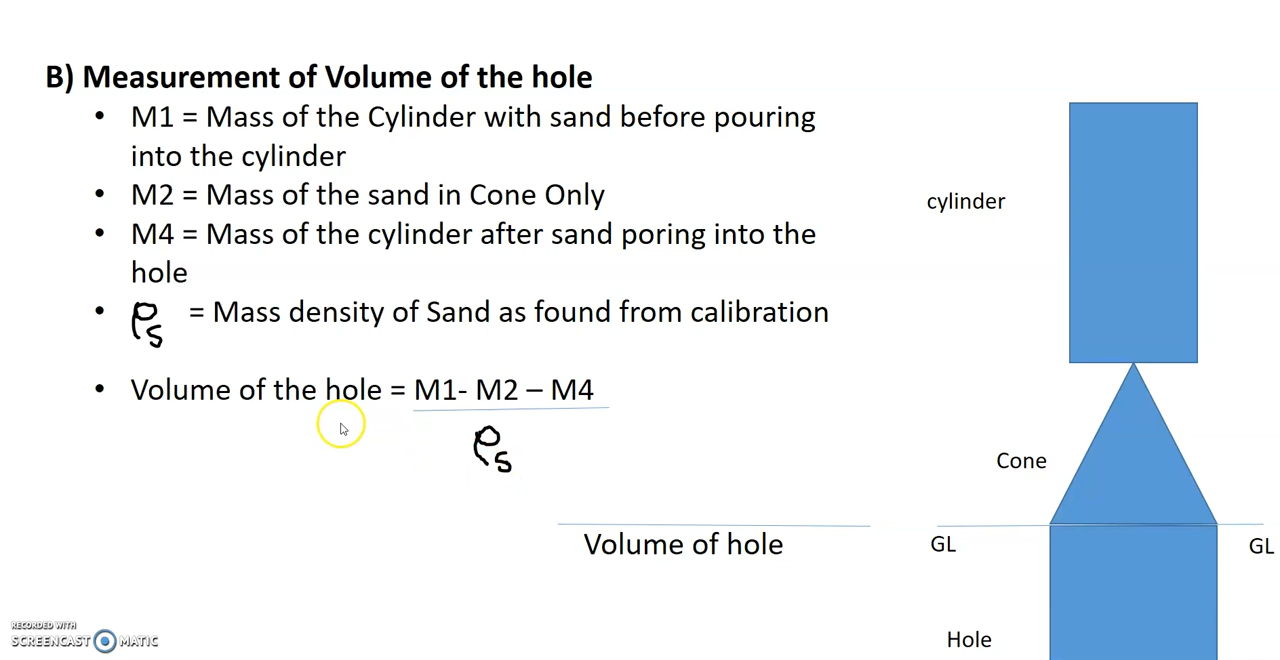 B) Measurement of Volume of the hole
• M1 = Mass of the Cylinder with sand before pouring
into the cylinder
• M2 = Mass of the sand in Cone Only
• M4 = Mass of the cylinder after sand poring into the
hole
• ρs = Mass density of Sand as found from calibration
• Volume of the hole = M1- M2 – M4
ρs
Volume of hole
cylinder
Cone
GL
GL
Hole
RECORDED WITH
SCREENCAST MATIC